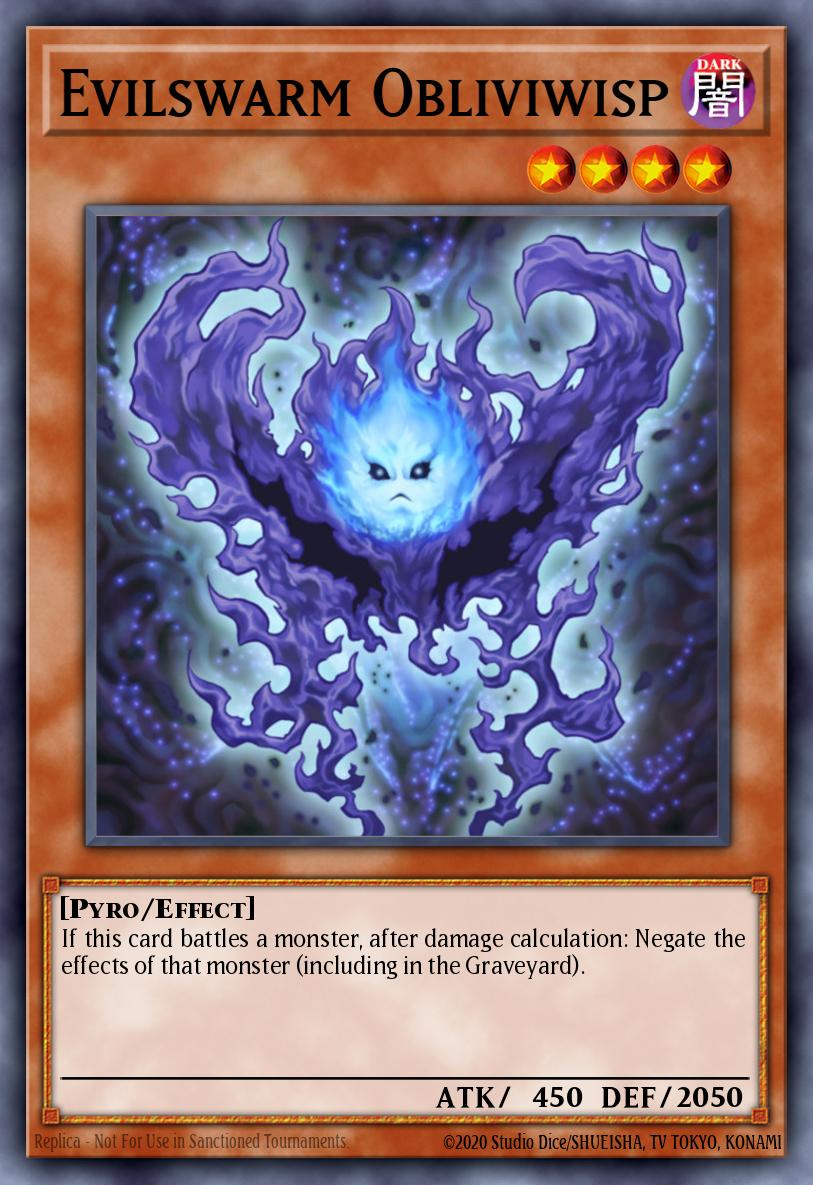 Evilswarm Obliviwisp
DARK
闇
[Pyro/Effect]
If this card battles a monster, after damage calculation: Negate the
effects of that monster (including in the Graveyard).
ATK/ 450 DEF/2050
Replica - Not For Use in Sanctioned Tournaments.
©2020 Studio Dice/SHUEISHA, TV TOKYO, KONAMI